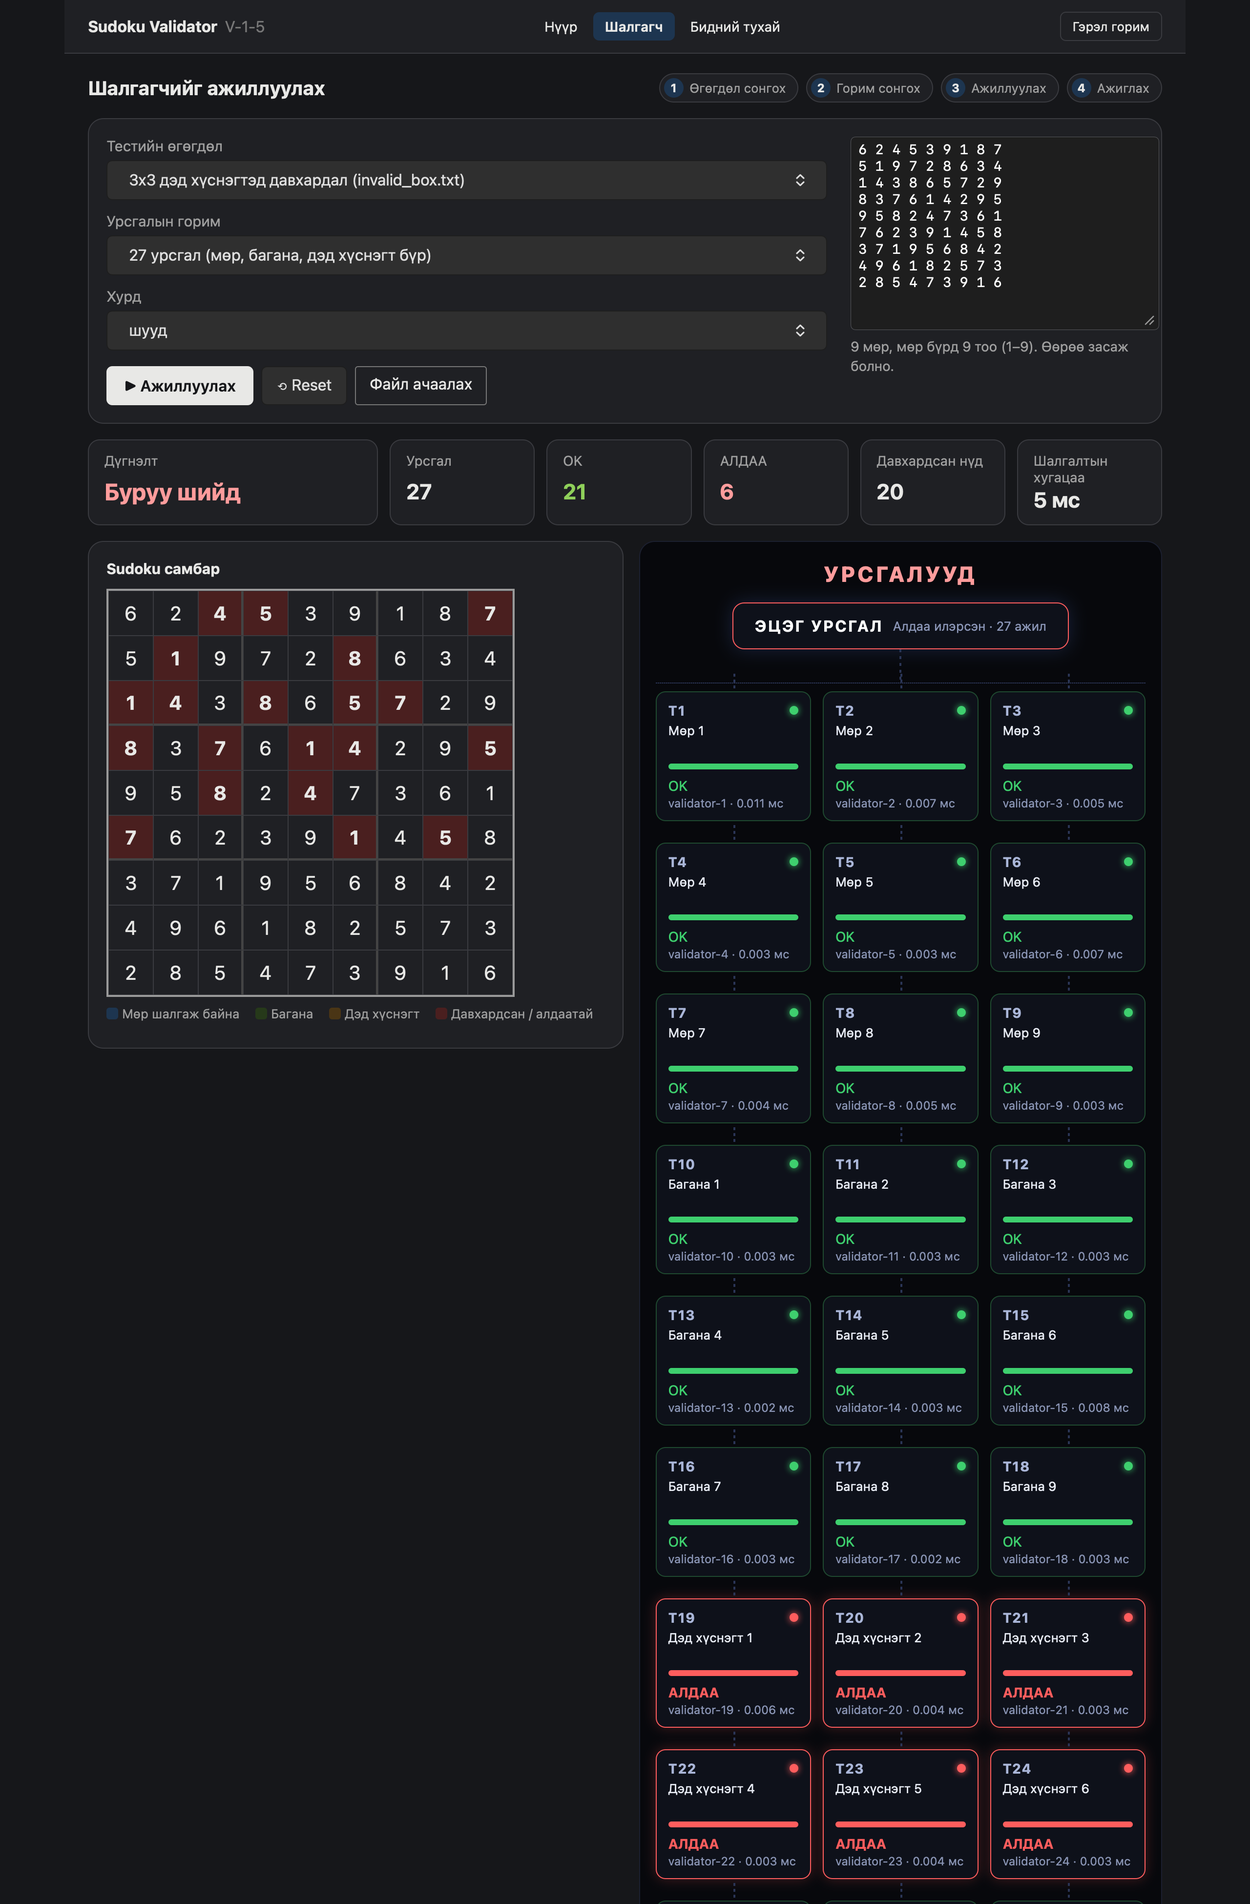 Sudoku Validator V-1-5
Нүүр
Шалгагч
Бидний тухай
Гэрэл горим
Шалгагчийг ажиллуулах
1 Өгөгдөл сонгох
2 Горим сонгох
3 Ажиллуулах
4 Ажиглах
Тестийн өгөгдөл
3x3 дэд хүснэгтэд давхардал (invalid_box.txt)
Урсгалын горим
27 урсгал (мөр, багана, дэд хүснэгт бүр)
Хурд
шууд
▶ Ажиллуулах
⟲ Reset
Файл ачаалах
6 2 4 5 3 9 1 8 7
5 1 9 7 2 8 6 3 4
1 4 3 8 6 5 7 2 9
8 3 7 6 1 4 2 9 5
9 5 8 2 4 7 3 6 1
7 6 2 3 9 1 4 5 8
3 7 1 9 5 6 8 4 2
4 9 6 1 8 2 5 7 3
2 8 5 4 7 3 9 1 6
9 мөр, мөр бүрд 9 тоо (1–9). Өөрөө засаж
болно.
Дүгнэлт
Буруу шийд
Урсгал
27
OK
21
АЛДАА
6
Давхардсан нүд
20
Шалгалтын
хугацаа
5 мс
Sudoku самбар
6 2 4 5 3 9 1 8 7
5 1 9 7 2 8 6 3 4
1 4 3 8 6 5 7 2 9
8 3 7 6 1 4 2 9 5
9 5 8 2 4 7 3 6 1
7 6 2 3 9 1 4 5 8
3 7 1 9 5 6 8 4 2
4 9 6 1 8 2 5 7 3
2 8 5 4 7 3 9 1 6
Мөр шалгаж байна
Багана
Дэд хүснэгт
Давхардсан / алдаатай
УРСГАЛУУД
ЭЦЭГ УРСГАЛ Алдаа илэрсэн · 27 ажил
T1
Мөр 1
OK
validator-1 · 0.011 мс
T2
Мөр 2
OK
validator-2 · 0.007 мс
T3
Мөр 3
OK
validator-3 · 0.005 мс
T4
Мөр 4
OK
validator-4 · 0.003 мс
T5
Мөр 5
OK
validator-5 · 0.003 мс
T6
Мөр 6
OK
validator-6 · 0.007 мс
T7
Мөр 7
OK
validator-7 · 0.004 мс
T8
Мөр 8
OK
validator-8 · 0.005 мс
T9
Мөр 9
OK
validator-9 · 0.003 мс
T10
Багана 1
OK
validator-10 · 0.003 мс
T11
Багана 2
OK
validator-11 · 0.003 мс
T12
Багана 3
OK
validator-12 · 0.003 мс
T13
Багана 4
OK
validator-13 · 0.002 мс
T14
Багана 5
OK
validator-14 · 0.003 мс
T15
Багана 6
OK
validator-15 · 0.008 мс
T16
Багана 7
OK
validator-16 · 0.003 мс
T17
Багана 8
OK
validator-17 · 0.002 мс
T18
Багана 9
OK
validator-18 · 0.003 мс
T19
Дэд хүснэгт 1
АЛДАА
validator-19 · 0.006 мс
T20
Дэд хүснэгт 2
АЛДАА
validator-20 · 0.004 мс
T21
Дэд хүснэгт 3
АЛДАА
validator-21 · 0.003 мс
T22
Дэд хүснэгт 4
АЛДАА
validator-22 · 0.003 мс
T23
Дэд хүснэгт 5
АЛДАА
validator-23 · 0.004 мс
T24
Дэд хүснэгт 6
АЛДАА
validator-24 · 0.003 мс